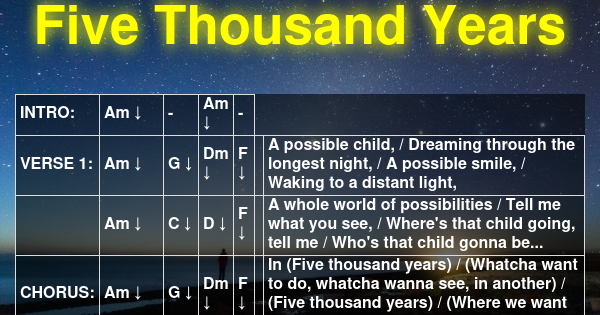 Five Thousand Years
INTRO: Am ↓ - Am ↓ -
VERSE 1: Am ↓ G ↓ Dm ↓ F ↓
A possible child, / Dreaming through the
longest night, / A possible smile, /
Waking to a distant light,
Am ↓ C ↓ D ↓ F ↓
A whole world of possibilities / Tell me
what you see, / Where's that child going,
tell me / Who's that child gonna be...
CHORUS: Am ↓ G ↓ Dm ↓ F ↓
In (Five thousand years) / (Whatcha want
to do, whatcha wanna see, in another) /
(Five thousand years) / (Where we want